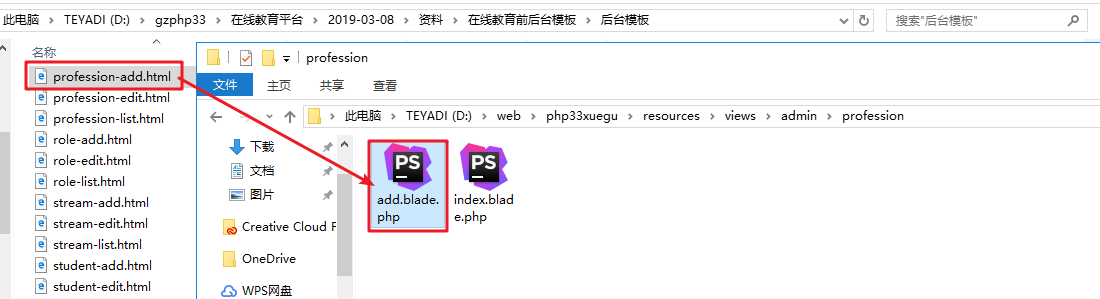 此电脑 › TEYADI (D:) › gzphp33 › 在线教育平台 › 2019-03-08 › 资料 › 在线教育前后台模板 › 后台模板
搜索"后台模板"
名称
profession-add.html
profession-edit.html
profession-list.html
role-add.html
role-edit.html
role-list.html
stream-add.html
stream-edit.html
stream-list.html
student-add.html
student-edit.html
profession
文件 主页 共享 查看
此电脑 › TEYADI (D:) › web › php33xuegu › resources › views › admin › profession
下载
文档
图片
Creative Cloud F
OneDrive
WPS网盘
PS
add.blade.
php
PS
index.blad
e.php